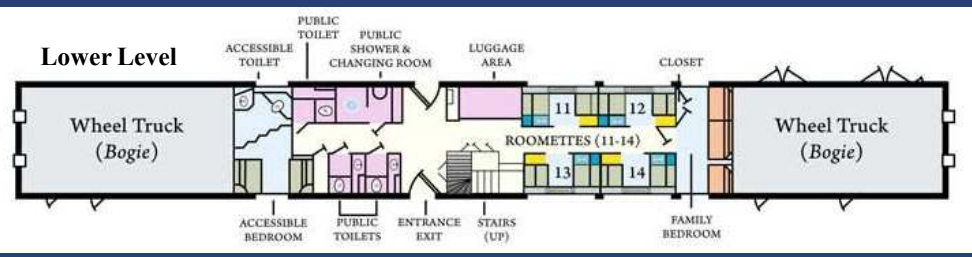 Lower Level
ACCESSIBLE
TOILET
PUBLIC
TOILET
PUBLIC
SHOWER &
CHANGING ROOM
LUGGAGE
AREA
CLOSET
Wheel Truck
(Bogie)
11
12
ROOMETTES (11-14)
13
14
Wheel Truck
(Bogie)
ACCESSIBLE
BEDROOM
PUBLIC
TOILETS
ENTRANCE
EXIT
STAIRS
(UP)
FAMILY
BEDROOM